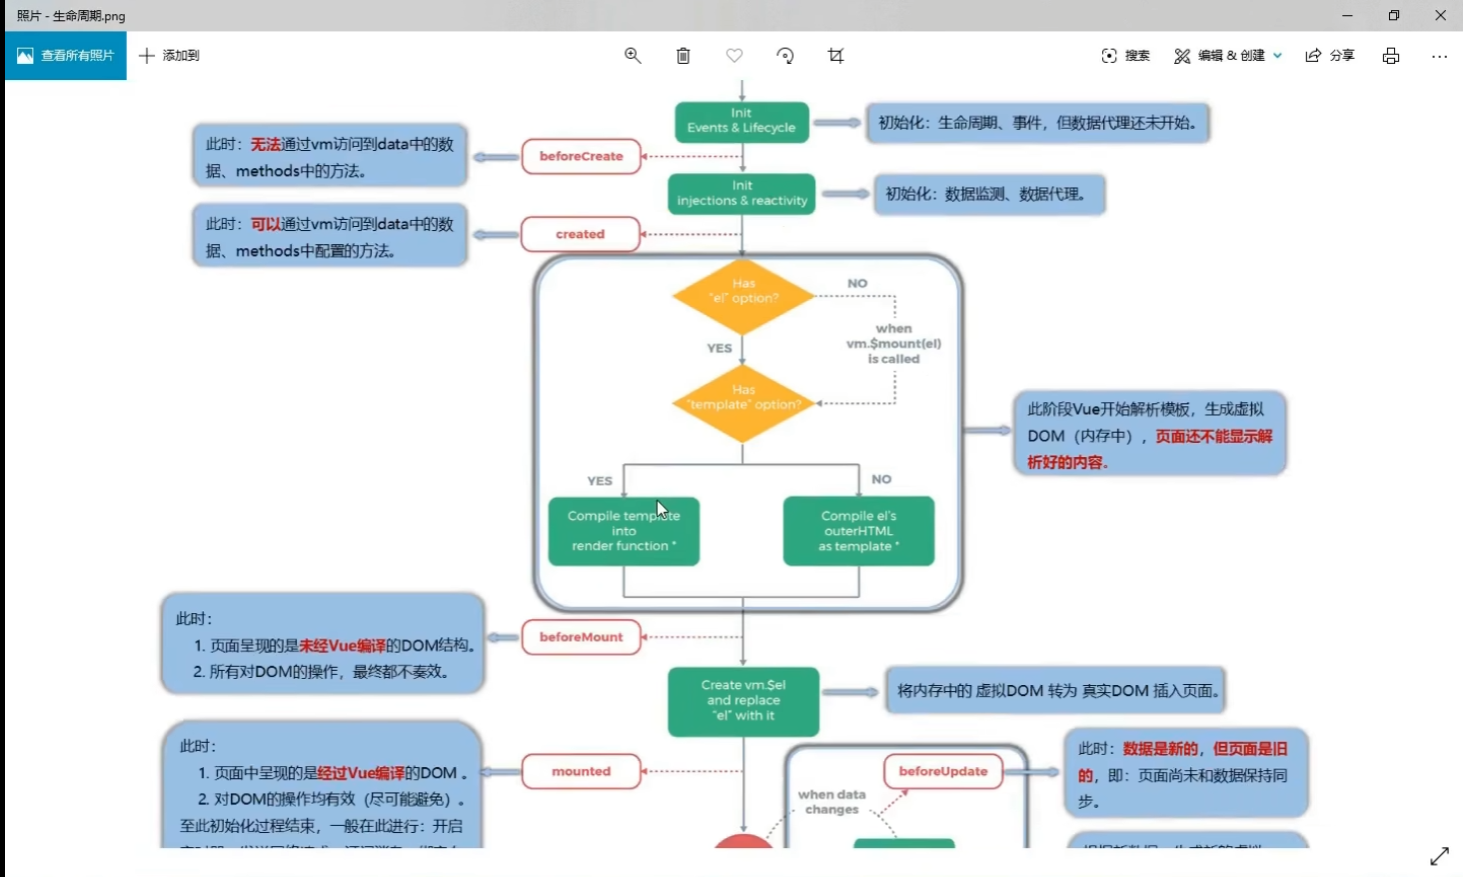 照片 - 生命周期.png
查看所有照片
添加到
搜索
编辑 & 创建
分享
Init
Events & Lifecycle
初始化：生命周期、事件，但数据代理还未开始。
此时：无法通过vm访问到data中的数
据、methods中的方法。
beforeCreate
Init
injections & reactivity
初始化：数据监测、数据代理。
此时：可以通过vm访问到data中的数
据、methods中配置的方法。
created
Has
"el" option?
NO
when
vm.$mount(el)
is called
YES
Has
"template" option?
此阶段Vue开始解析模板，生成虚拟
DOM（内存中），页面还不能显示解
析好的内容。
YES
NO
Compile template
into
render function *
Compile el's
outerHTML
as template *
此时：
1. 页面呈现的是未经Vue编译的DOM结构。
2. 所有对DOM的操作，最终都不奏效。
beforeMount
Create vm.$el
and replace
"el" with it
将内存中的 虚拟DOM 转为 真实DOM 插入页面。
此时：
1. 页面中呈现的是经过Vue编译的DOM 。
2. 对DOM的操作均有效（尽可能避免）。
至此初始化过程结束，一般在此进行：开启
mounted
beforeUpdate
when data
changes
此时：数据是新的，但页面是旧
的，即：页面尚未和数据保持同
步。